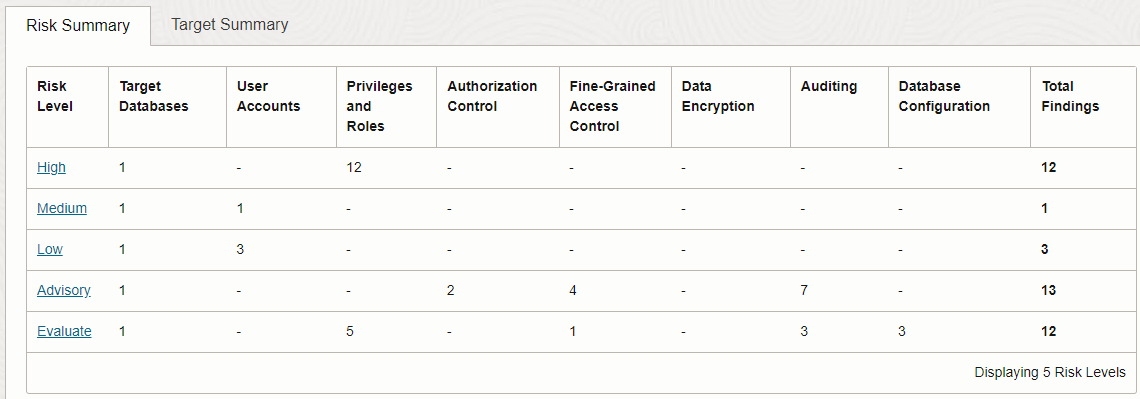 Risk Summary Target Summary
Risk Level Target Databases User Accounts Privileges and Roles Authorization Control Fine-Grained Access Control Data Encryption Auditing Database Configuration Total Findings
High 1 - 12 - - - - - 12
Medium 1 1 - - - - - - 1
Low 1 3 - - - - - - 3
Advisory 1 - - 2 4 - 7 - 13
Evaluate 1 - 5 - 1 - 3 3 12
Displaying 5 Risk Levels